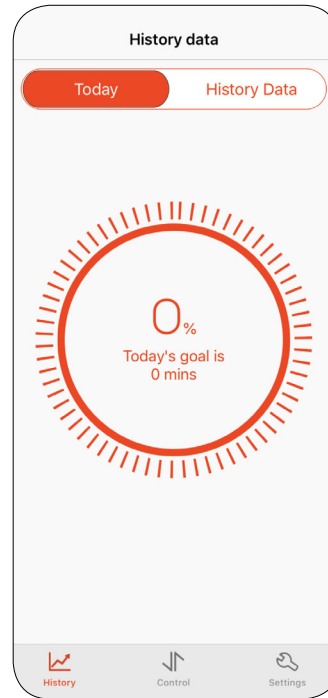 History data
Today
History Data
0%
Today's goal is
0 mins
History
Control
Settings